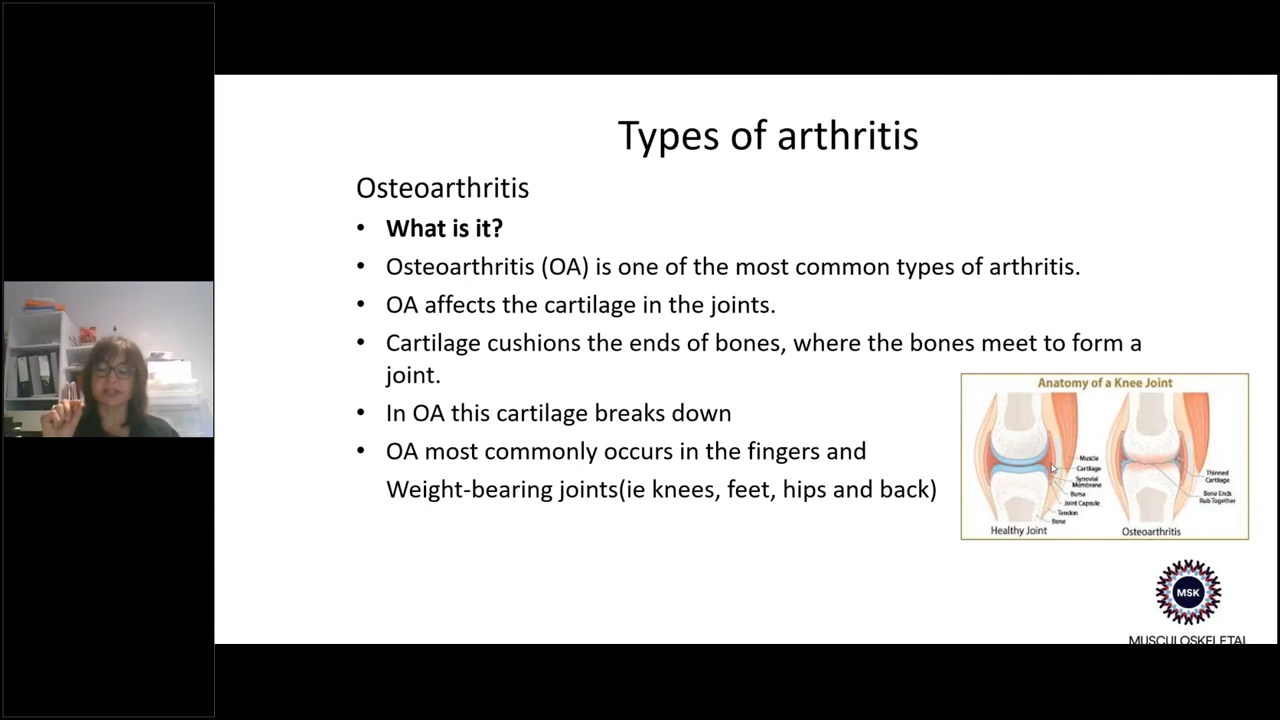 Types of arthritis
Osteoarthritis
• What is it?
• Osteoarthritis (OA) is one of the most common types of arthritis.
• OA affects the cartilage in the joints.
• Cartilage cushions the ends of bones, where the bones meet to form a
joint.
• In OA this cartilage breaks down
• OA most commonly occurs in the fingers and
Weight-bearing joints(ie knees, feet, hips and back)
Anatomy of a Knee Joint
Muscle
Cartilage
Synovial
Membrane
Bursa
Joint Capsule
Tendon
Bone
Healthy Joint
Thinned
Cartilage
Bone Ends
Rub Together
Osteoarthritis
MSK
MUSCULOSKELETAL